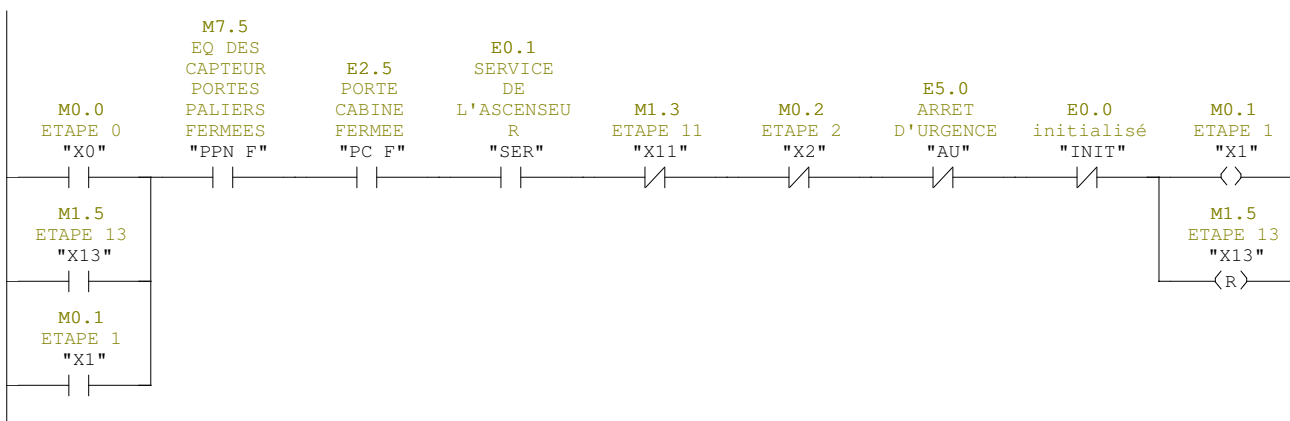 M7.5
EQ DES
CAPTEUR
PORTES
PALIERS
FERMEES
"PPN F"
E2.5
PORTE
CABINE
FERMEE
"PC F"
E0.1
SERVICE
DE
L'ASCENSEU
R
"SER"
M0.0
ETAPE 0
"X0"
M1.3
ETAPE 11
"X11"
M0.2
ETAPE 2
"X2"
E5.0
ARRET
D'URGENCE
"AU"
E0.0
initialisé
"INIT"
M0.1
ETAPE 1
"X1"
M1.5
ETAPE 13
"X13"
M1.5
ETAPE 13
"X13"
R
M0.1
ETAPE 1
"X1"